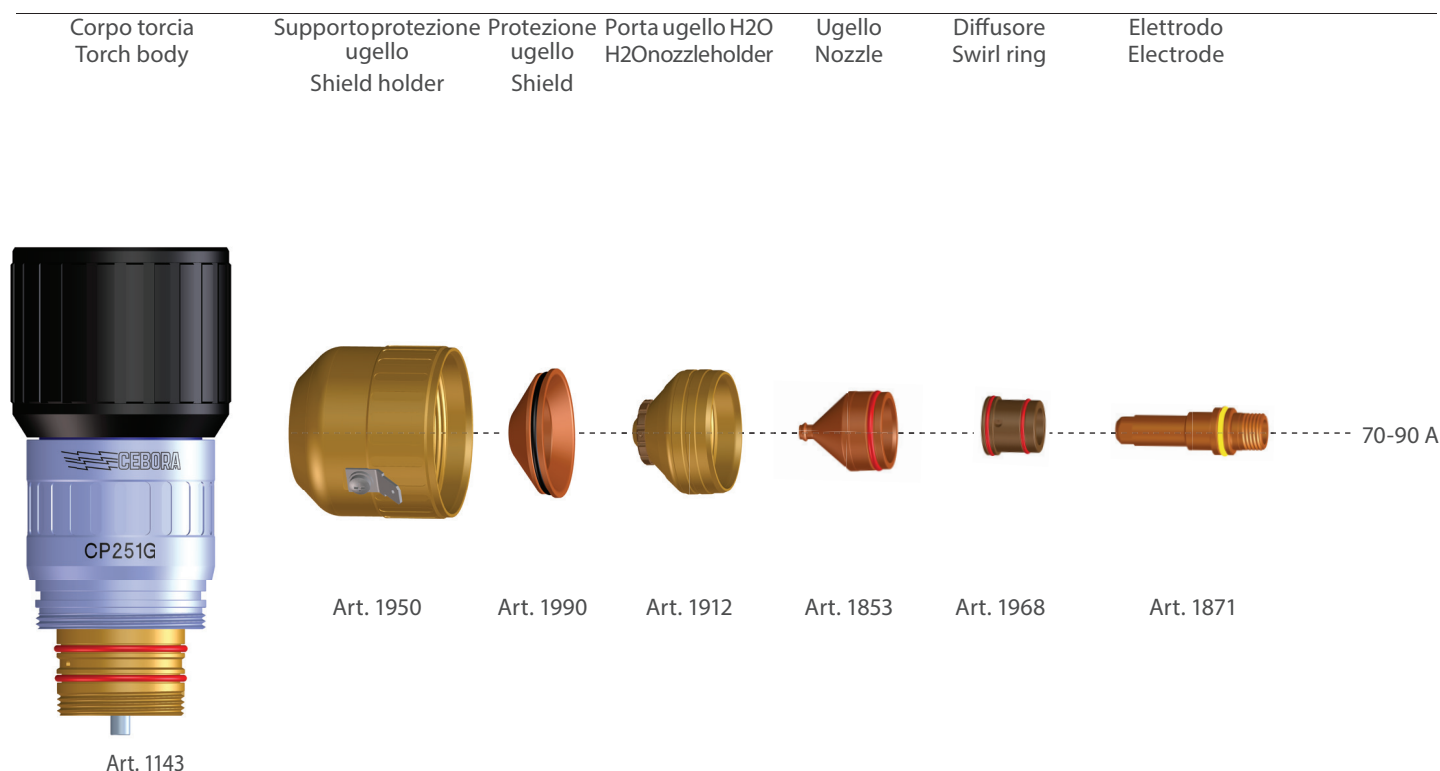 Corpo torcia
Torch body
Supportoprotezione
ugello
Shield holder
Protezione
ugello
Shield
Porta ugello H2O
H2Onozzleholder
Ugello
Nozzle
Diffusore
Swirl ring
Elettrodo
Electrode
CEBORA
CP251G
70-90 A
Art. 1950
Art. 1990
Art. 1912
Art. 1853
Art. 1968
Art. 1871
Art. 1143